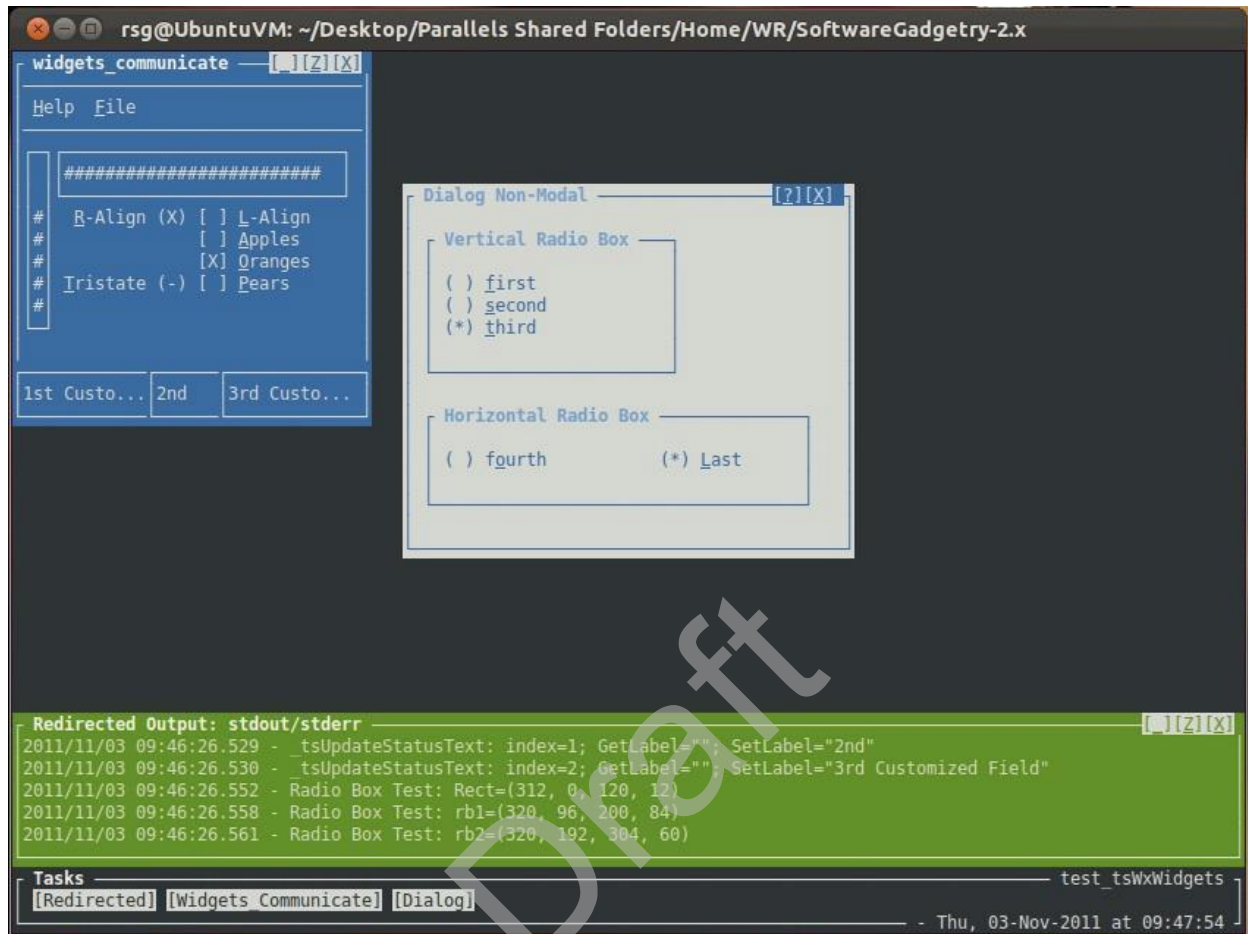 rsg@UbuntuVM: ~/Desktop/Parallels Shared Folders/Home/WR/SoftwareGadgetry-2.x
widgets_communicate [_][Z][X]
Help File
##########################
# R-Align (X) [ ] L-Align
# [ ] Apples
# [X] Oranges
# Tristate (-) [ ] Pears
#
1st Custo... 2nd 3rd Custo...
Dialog Non-Modal [?][X]
Vertical Radio Box
( ) first
( ) second
(*) third
Horizontal Radio Box
( ) fourth (*) Last
Redirected Output: stdout/stderr [_][Z][X]
2011/11/03 09:46:26.529 - _tsUpdateStatusText: index=1; GetLabel=""; SetLabel="2nd"
2011/11/03 09:46:26.530 - _tsUpdateStatusText: index=2; GetLabel=""; SetLabel="3rd Customized Field"
2011/11/03 09:46:26.552 - Radio Box Test: Rect=(312, 0, 120, 12)
2011/11/03 09:46:26.558 - Radio Box Test: rb1=(320, 96, 200, 84)
2011/11/03 09:46:26.561 - Radio Box Test: rb2=(320, 192, 304, 60)
Tasks test_tsWxWidgets
[Redirected] [Widgets_Communicate] [Dialog]
- Thu, 03-Nov-2011 at 09:47:54
Draft